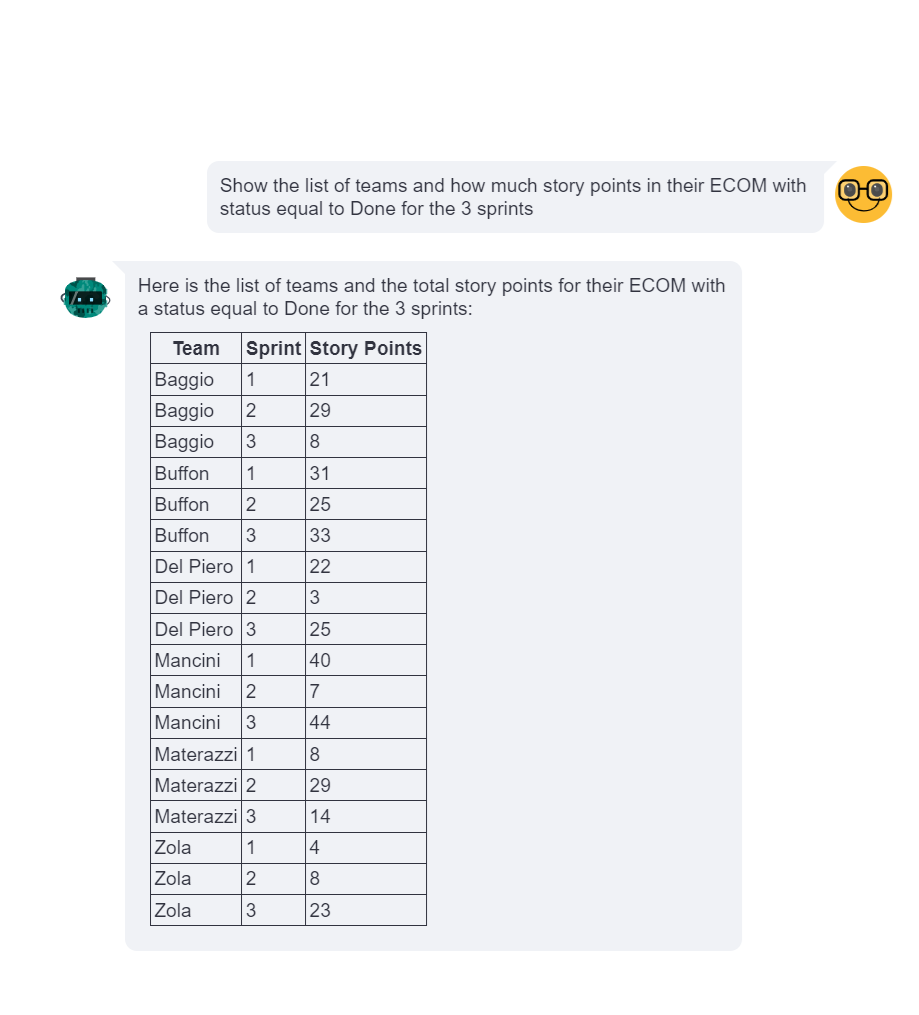 Show the list of teams and how much story points in their ECOM with
status equal to Done for the 3 sprints
Here is the list of teams and the total story points for their ECOM with
a status equal to Done for the 3 sprints:
Team Sprint Story Points
Baggio 1 21
Baggio 2 29
Baggio 3 8
Buffon 1 31
Buffon 2 25
Buffon 3 33
Del Piero 1 22
Del Piero 2 3
Del Piero 3 25
Mancini 1 40
Mancini 2 7
Mancini 3 44
Materazzi 1 8
Materazzi 2 29
Materazzi 3 14
Zola 1 4
Zola 2 8
Zola 3 23